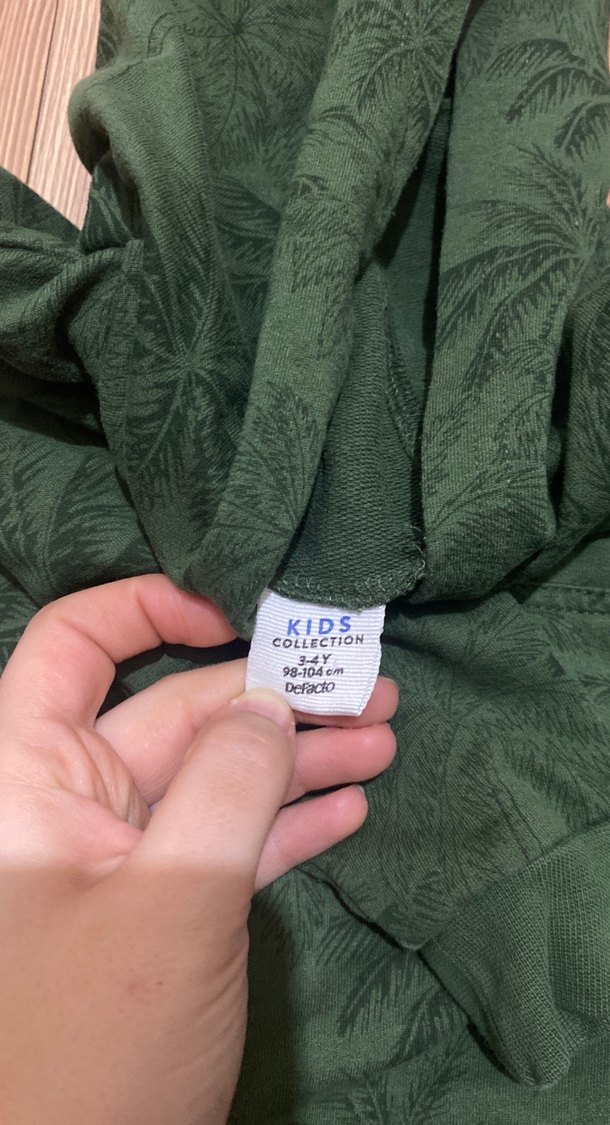 KIDS
COLLECTION
3-4 Y
98-104 cm
DeFacto